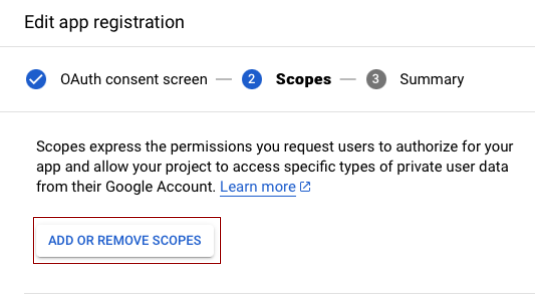 Edit app registration
OAuth consent screen — 2 Scopes — 3 Summary
Scopes express the permissions you request users to authorize for your
app and allow your project to access specific types of private user data
from their Google Account. Learn more
ADD OR REMOVE SCOPES